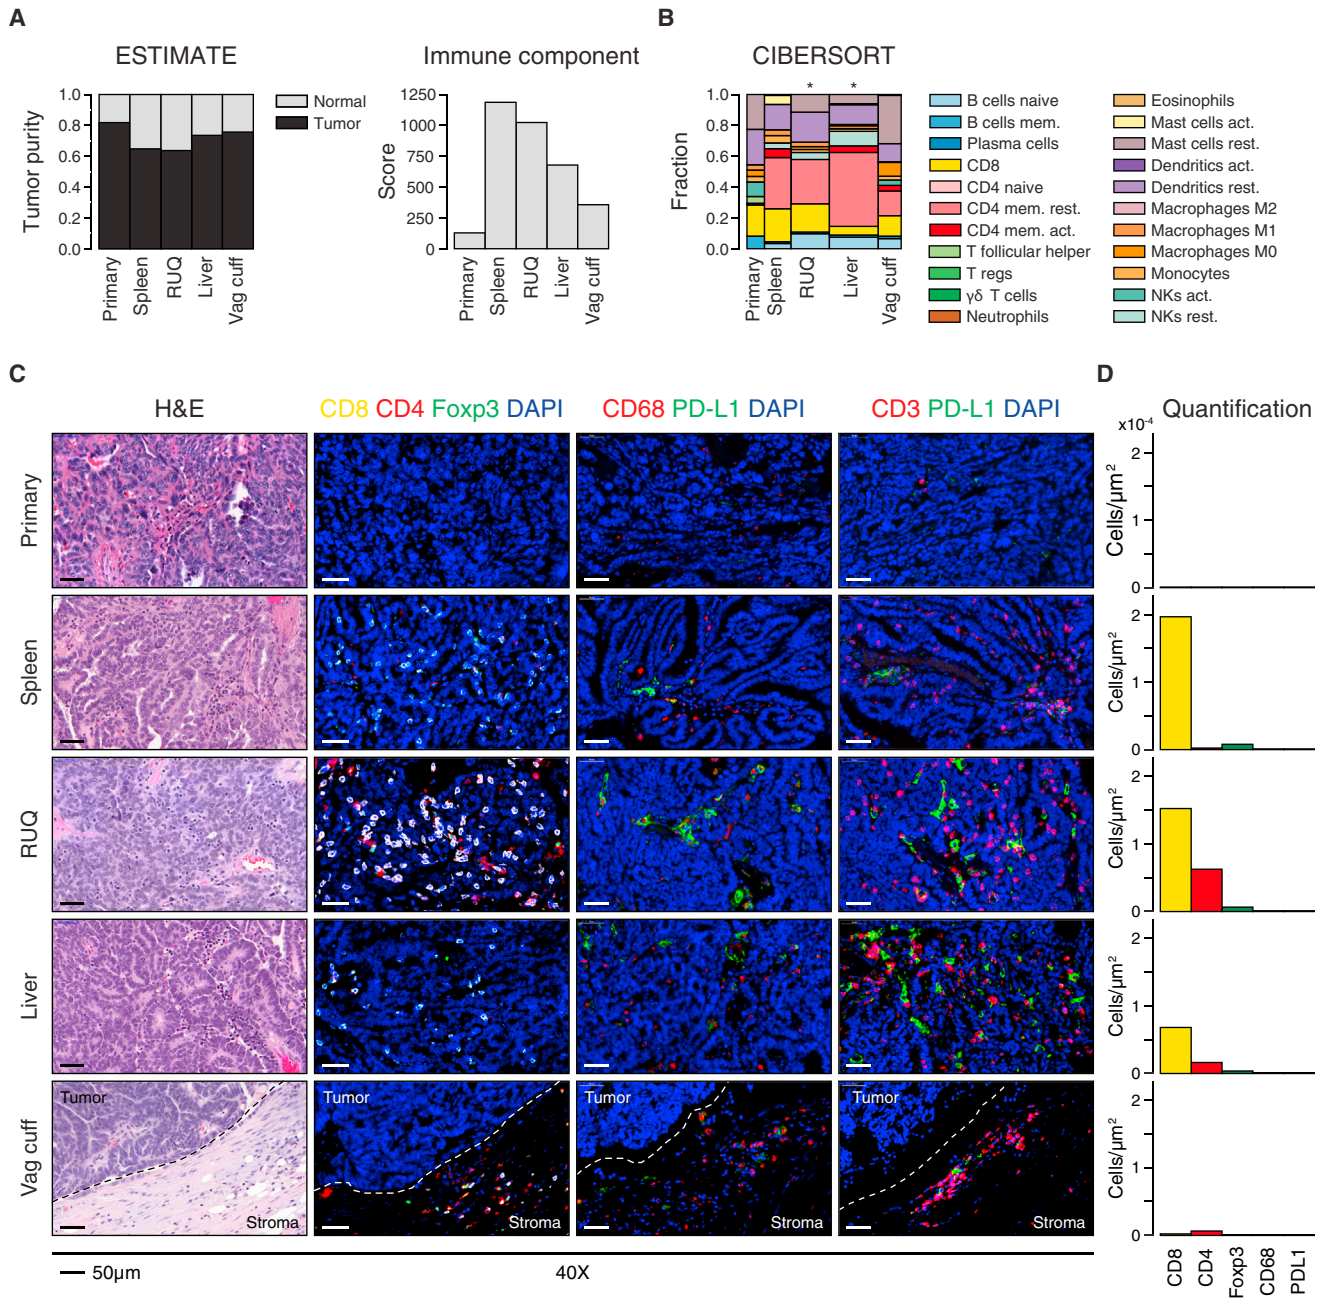 A
ESTIMATE
Tumor purity
1.0
0.8
0.6
0.4
0.2
0.0
Primary
Spleen
RUQ
Liver
Vag cuff
Normal
Tumor
Immune component
Score
1250
1000
750
500
250
0
Primary
Spleen
RUQ
Liver
Vag cuff
B
CIBERSORT
* *
Fraction
1.0
0.8
0.6
0.4
0.2
0.0
Primary
Spleen
RUQ
Liver
Vag cuff
B cells naive
B cells mem.
Plasma cells
CD8
CD4 naive
CD4 mem. rest.
CD4 mem. act.
T follicular helper
T regs
γδ T cells
Neutrophils
Eosinophils
Mast cells act.
Mast cells rest.
Dendritics act.
Dendritics rest.
Macrophages M2
Macrophages M1
Macrophages M0
Monocytes
NKs act.
NKs rest.
C
H&E
CD8 CD4 Foxp3 DAPI
CD68 PD-L1 DAPI
CD3 PD-L1 DAPI
Primary
Spleen
RUQ
Liver
Vag cuff
Tumor
Stroma
Tumor
Stroma
Tumor
Stroma
Tumor
Stroma
50µm
40X
D
Quantification
x10⁻⁴
Cells/µm²
2
1
0
Cells/µm²
2
1
0
Cells/µm²
2
1
0
Cells/µm²
2
1
0
Cells/µm²
2
1
0
CD8
CD4
Foxp3
CD68
PDL1